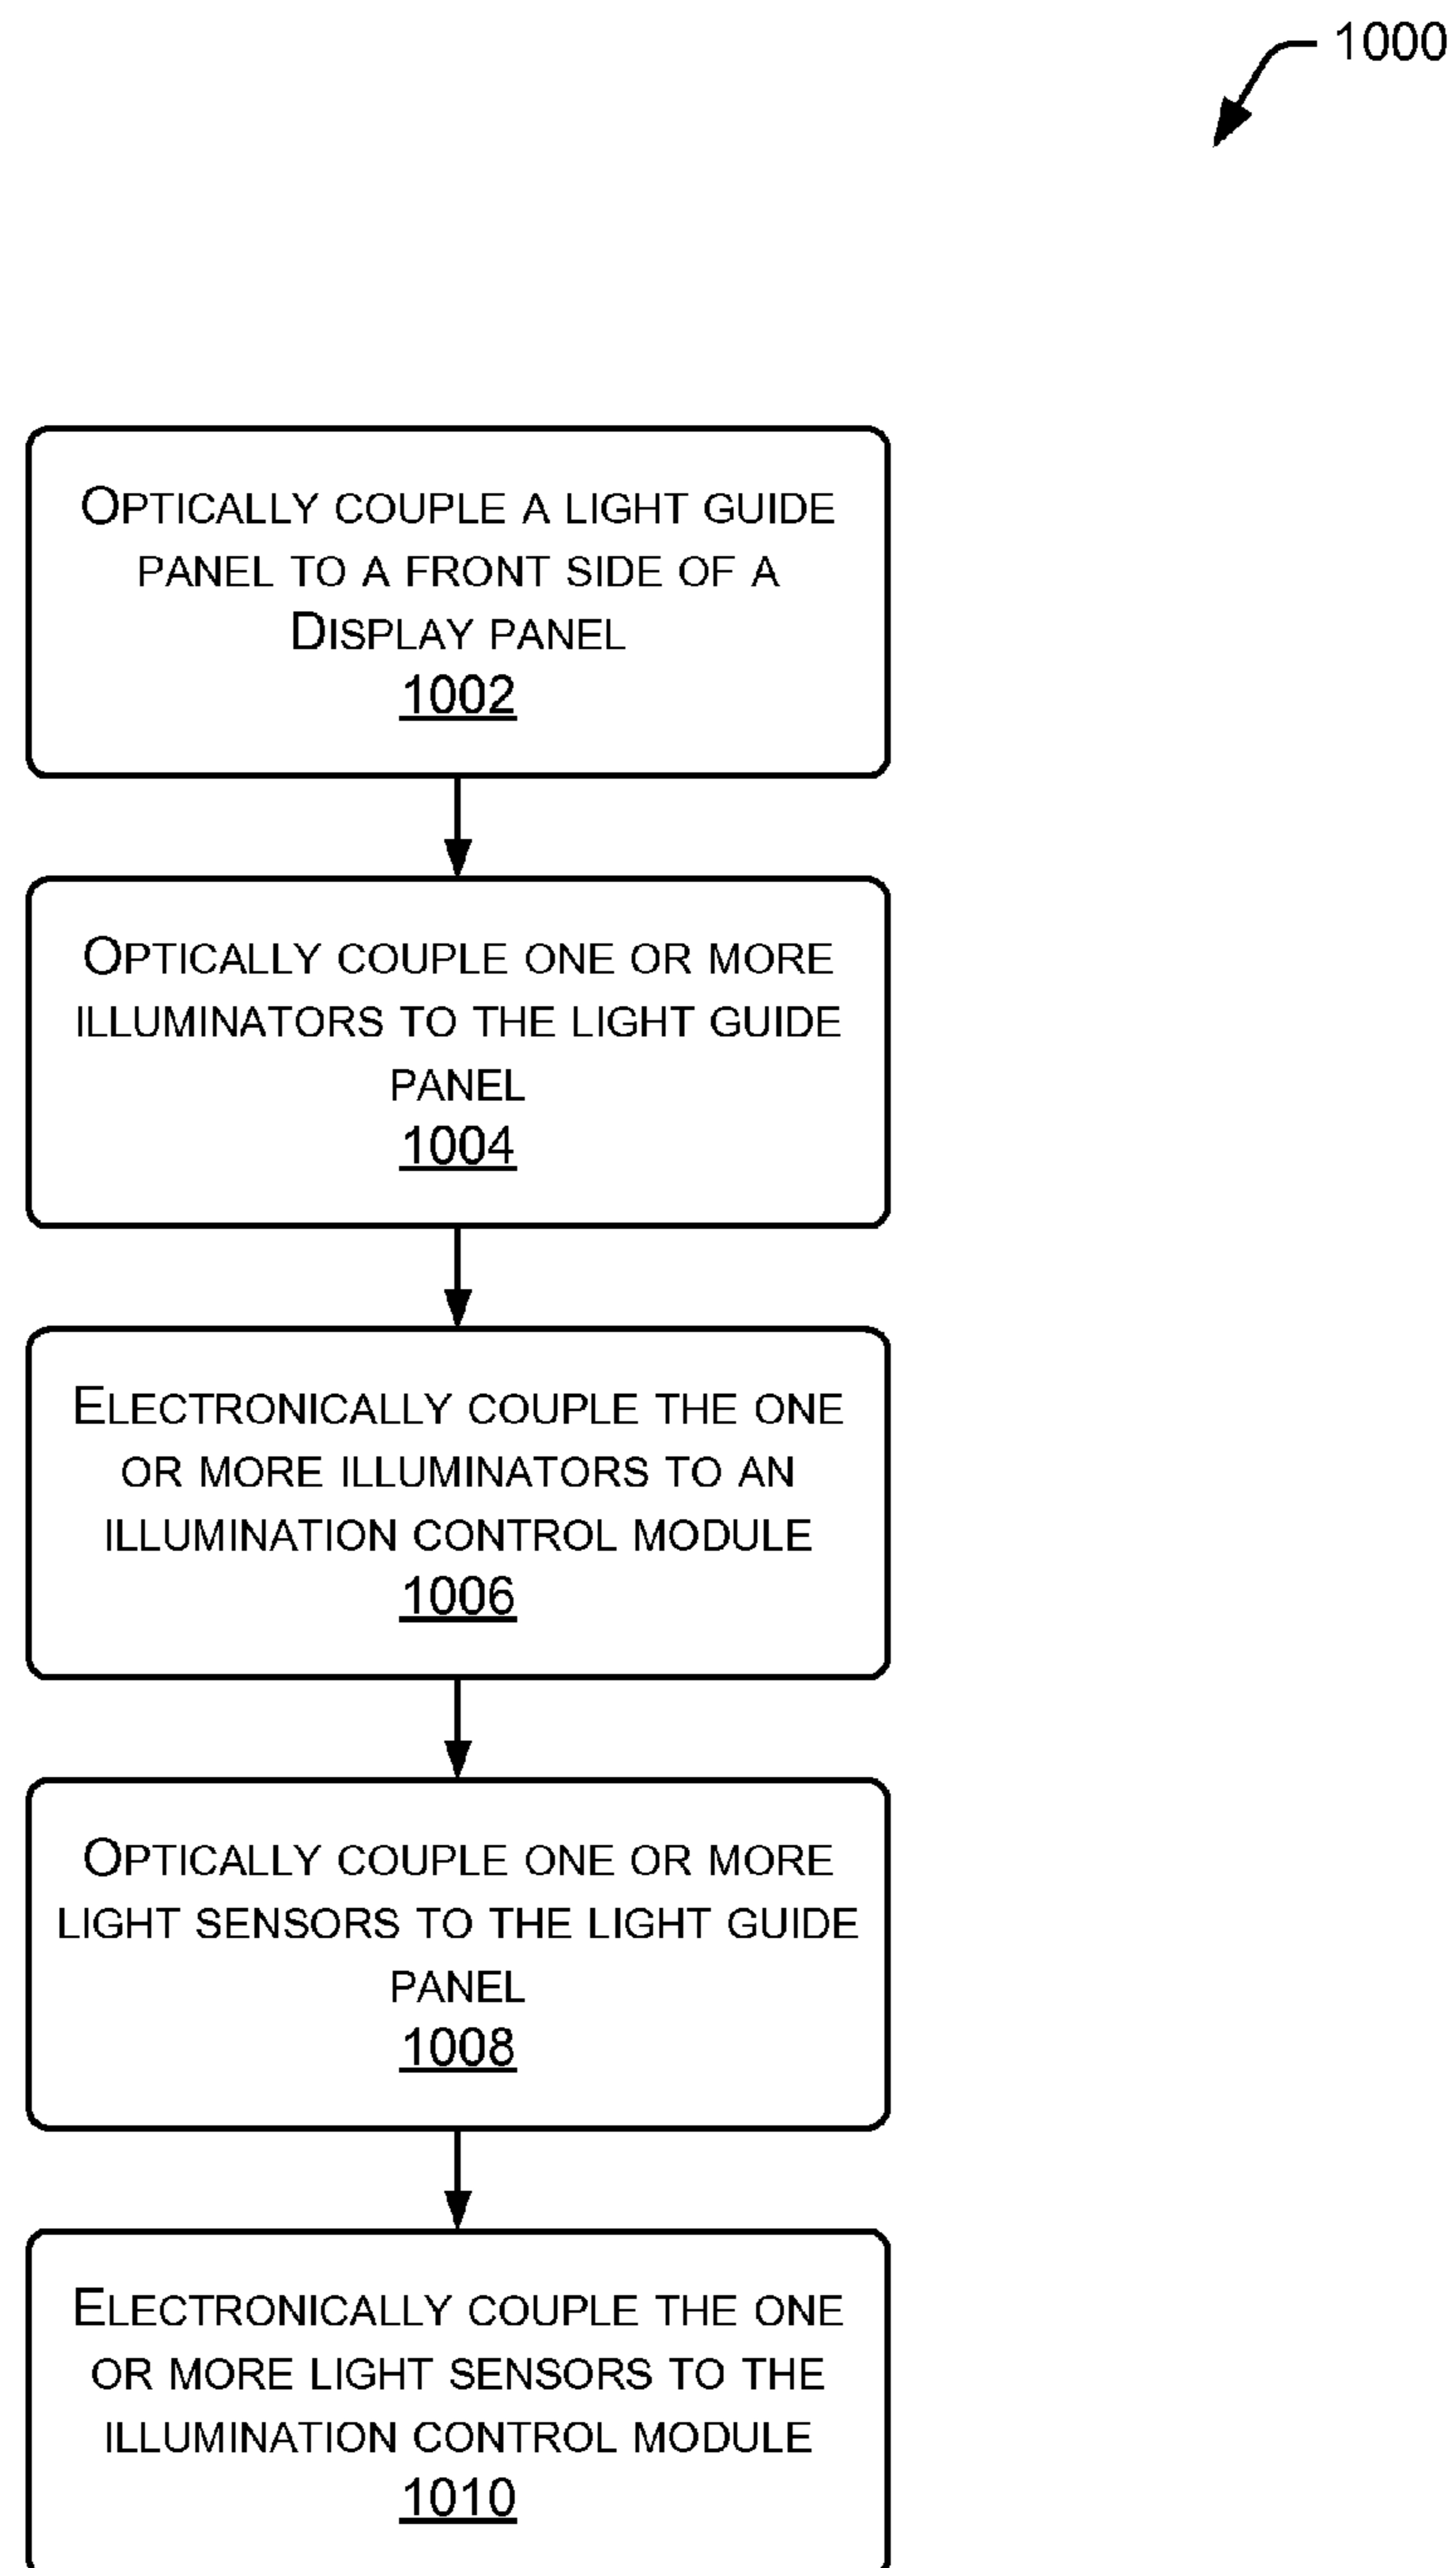 1000
Optically couple a light guide
panel to a front side of a
Display panel
1002
Optically couple one or more
illuminators to the light guide
panel
1004
Electronically couple the one
or more illuminators to an
illumination control module
1006
Optically couple one or more
light sensors to the light guide
panel
1008
Electronically couple the one
or more light sensors to the
illumination control module
1010